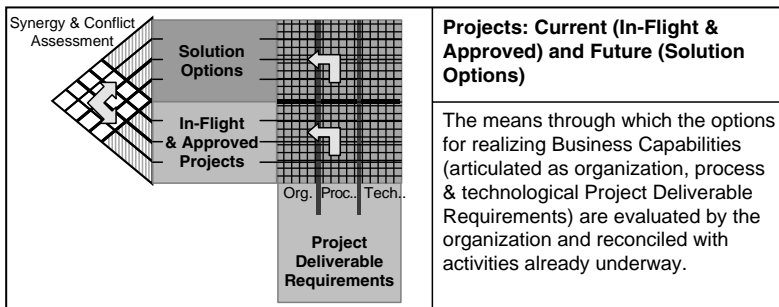 Synergy & Conflict
Assessment
Solution
Options
In-Flight
& Approved
Projects
Org. Proc.. Tech..
Project
Deliverable
Requirements
Projects: Current (In-Flight
& Approved) and Future (Solution
Options)
The means through which the options
for realizing Business Capabilities
(articulated as organization, process
& technological Project Deliverable
Requirements) are evaluated by the
organization and reconciled with
activities already underway.